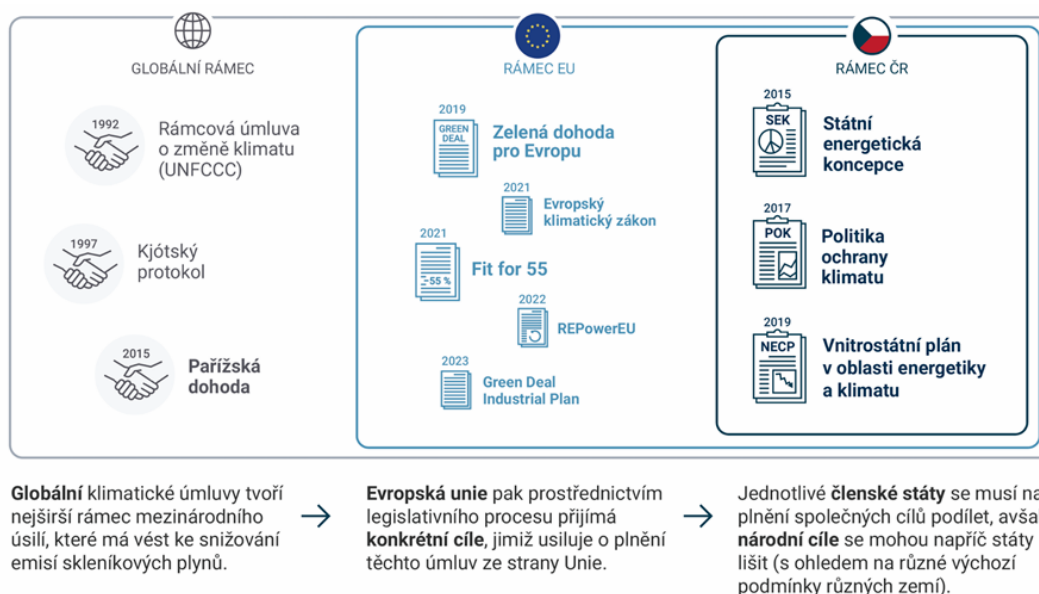 GLOBÁLNÍ RÁMEC
1992
Rámcová úmluva
o změně klimatu
(UNFCCC)
1997
Kjótský
protokol
2015
Pařížská
dohoda
RÁMEC EU
2019
GREEN
DEAL
Zelená dohoda
pro Evropu
2021
Evropský
klimatický zákon
2021
-55 %
Fit for 55
2022
REPowerEU
2023
Green Deal
Industrial Plan
RÁMEC ČR
2015
SEK
Státní
energetická
koncepce
2017
POK
Politika
ochrany
klimatu
2019
NECP
Vnitrostátní plán
v oblasti energetiky
a klimatu
Globální klimatické úmluvy tvoří
nejširší rámec mezinárodního
úsilí, které má vést ke snižování
emisí skleníkových plynů.
Evropská unie pak prostřednictvím
legislativního procesu přijímá
konkrétní cíle, jimiž usiluje o plnění
těchto úmluv ze strany Unie.
Jednotlivé členské státy se musí na
plnění společných cílů podílet,
národní cíle se mohou napříč státy
lišit (s ohledem na různé výchozí
podmínky různých zemí).